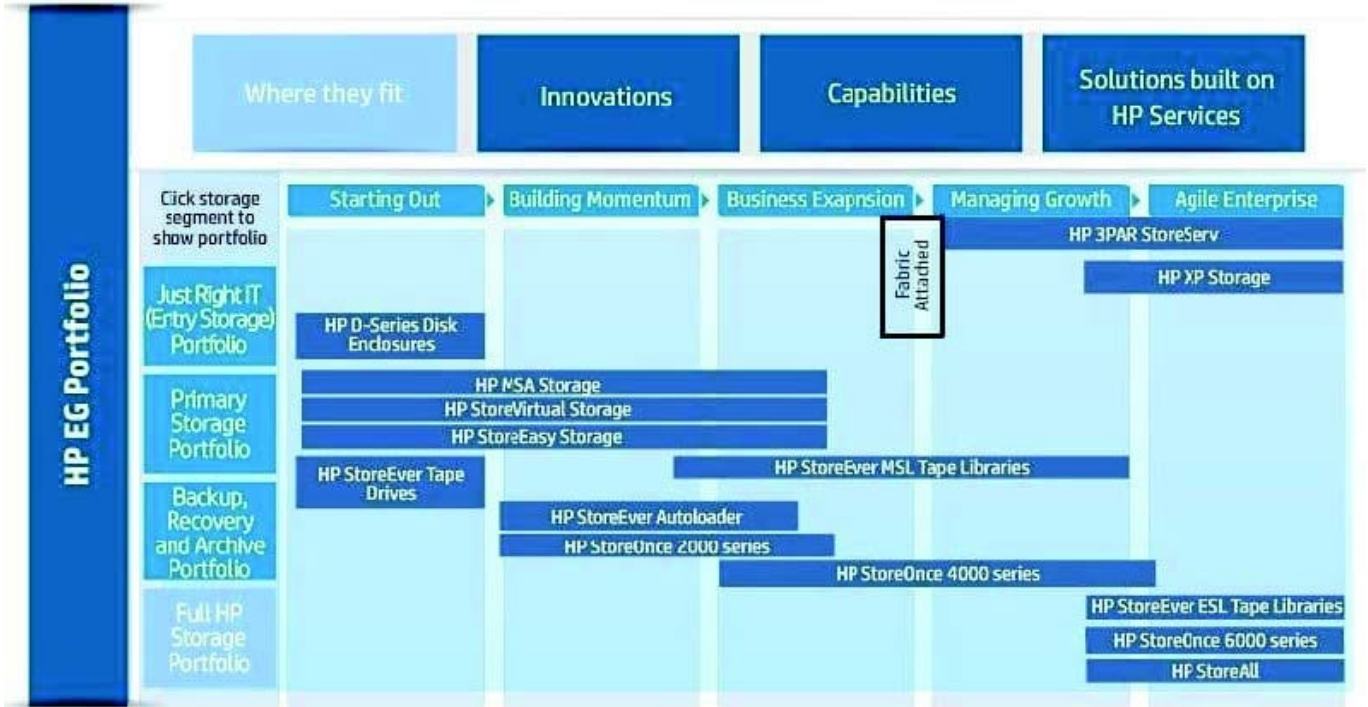 HP EG Portfolio
Where they fit
Innovations
Capabilities
Solutions built on
HP Services
Click storage
segment to
show portfolio
Starting Out
Building Momentum
Business Exapnsion
Managing Growth
Agile Enterprise
Fabric
Attached
HP 3PAR StoreServ
HP XP Storage
Just Right IT
(Entry Storage)
Portfolio
HP D-Series Disk
Enclosures
Primary
Storage
Portfolio
HP MSA Storage
HP StoreVirtual Storage
HP StoreEasy Storage
HP StoreEver Tape
Drives
HP StoreEver MSL Tape Libraries
Backup,
Recovery
and Archive
Portfolio
HP StoreEver Autoloader
HP StoreOnce 2000 series
HP StoreOnce 4000 series
Full HP
Storage
Portfolio
HP StoreEver ESL Tape Libraries
HP StoreOnce 6000 series
HP StoreAll